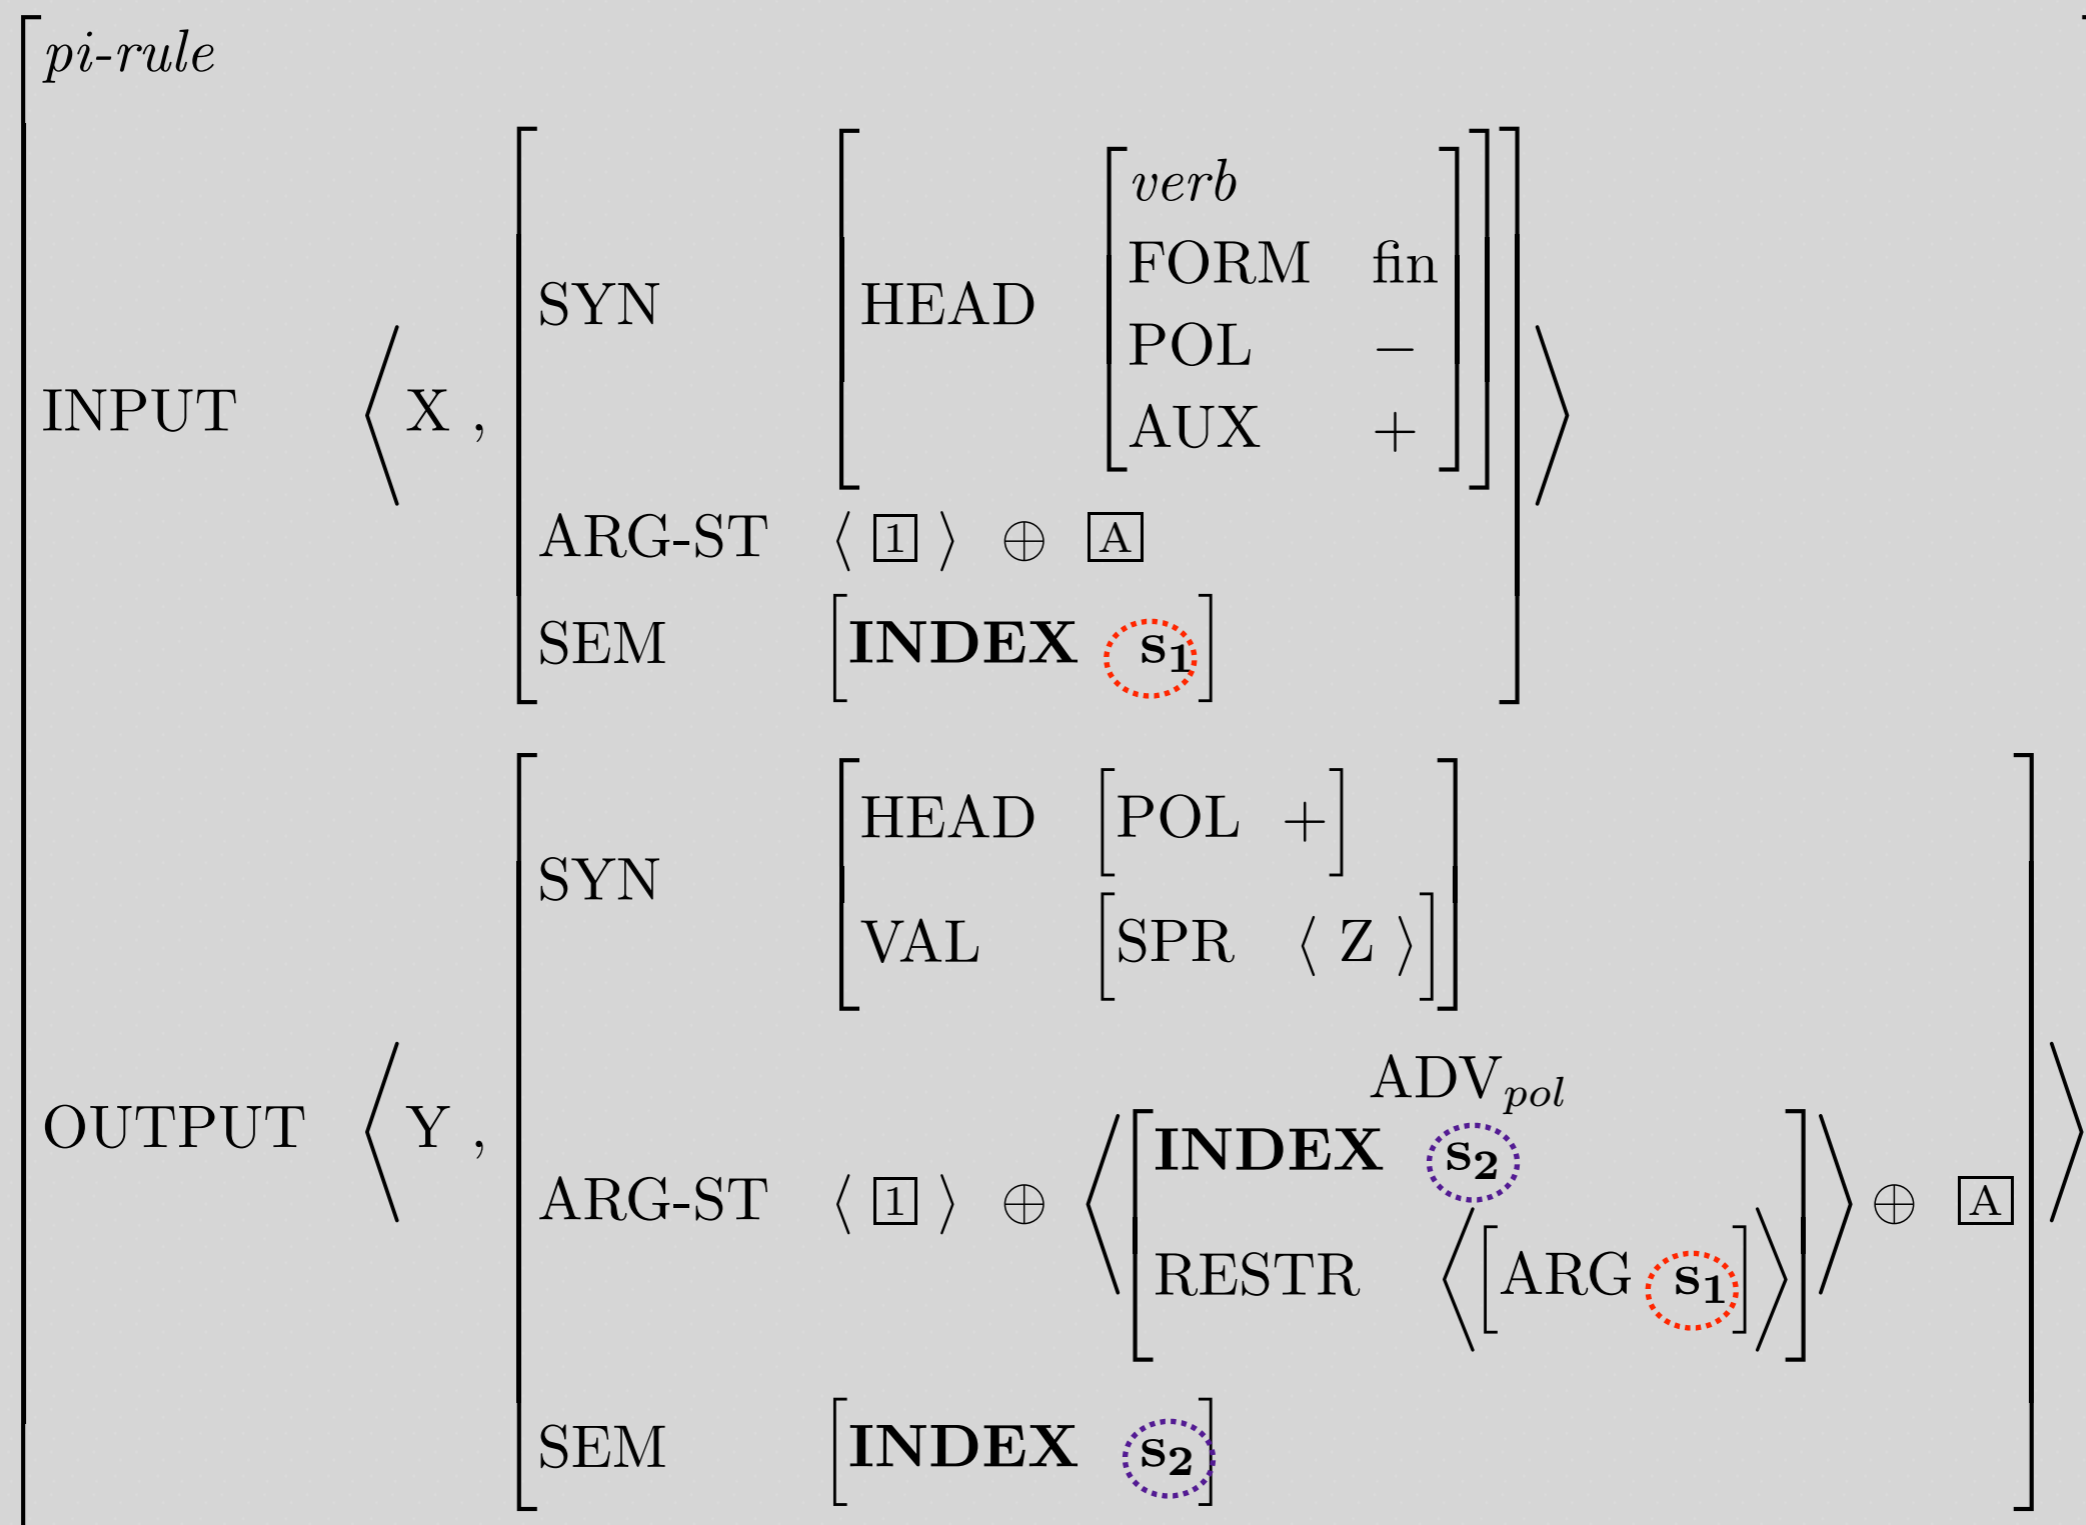 pi-rule
verb
FORM fin
SYN HEAD
POL −
INPUT ⟨ X ,
AUX + ⟩
ARG-ST ⟨ 1 ⟩ ⊕ A
SEM [INDEX s1]
HEAD [POL +]
SYN
VAL [SPR ⟨ Z ⟩]
ADVpol
OUTPUT ⟨ Y ,
INDEX s2
ARG-ST ⟨ 1 ⟩ ⊕ ⟨ ⟩ ⊕ A ⟩
RESTR ⟨[ARG s1]⟩
SEM [INDEX s2]